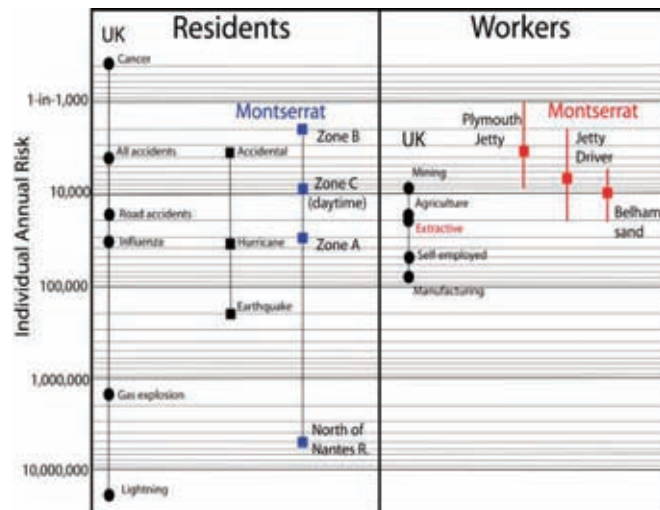 Residents
Workers
UK
Cancer
Individual Annual Risk
1-in-1,000
10,000
100,000
1,000,000
10,000,000
Montserrat
Zone B
All accidents
Accidental
Zone C
(daytime)
Road accidents
Influenza
Hurricane
Zone A
Earthquake
Gas explosion
North of
Nantes R.
Lightning
Montserrat
Plymouth
Jetty
Jetty
Driver
UK
Mining
Agriculture
Extractive
Belham
sand
Self-employed
Manufacturing